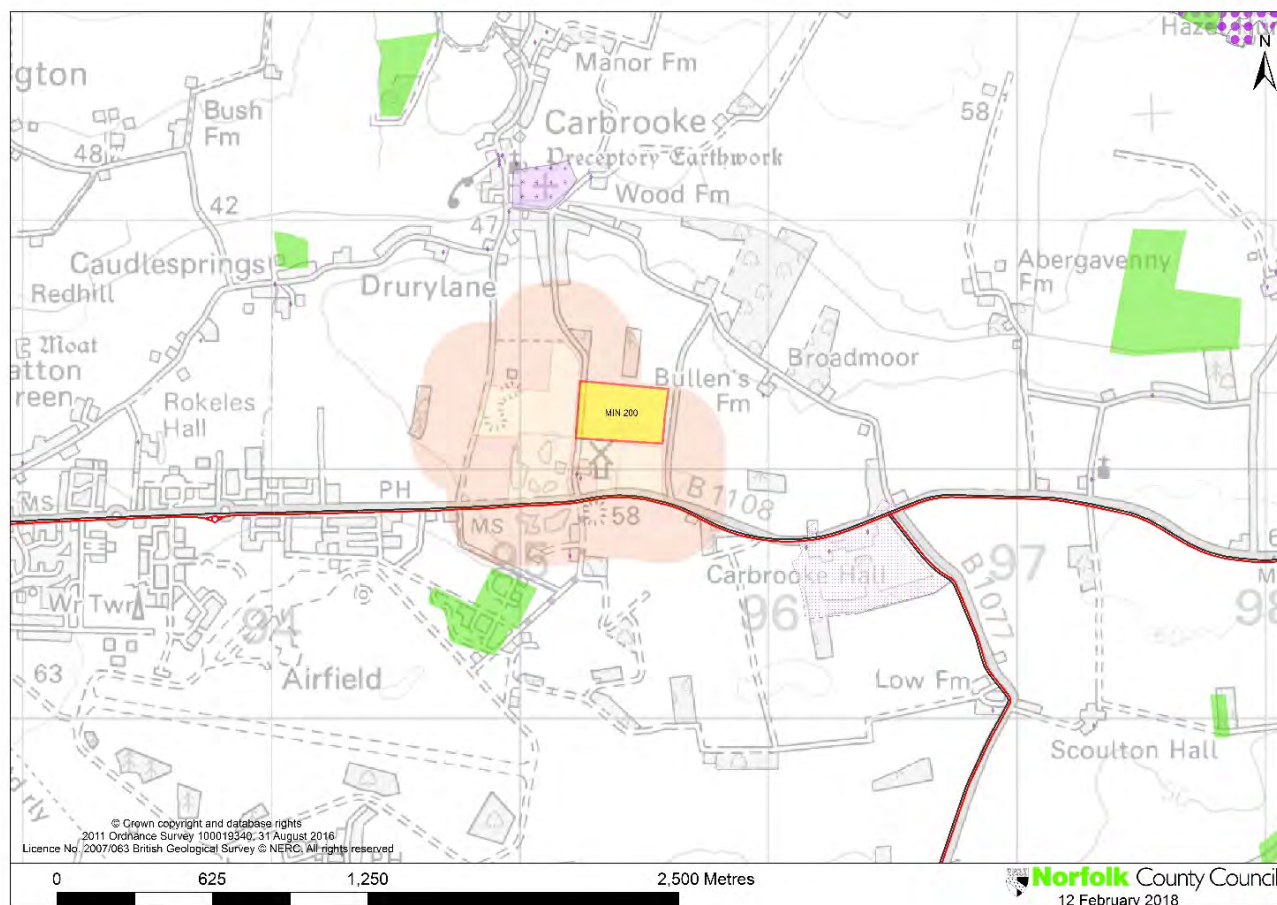 Haze
N
ngton
Manor Fm
Bush
Fm
58
Carbrooke
48
Preceptory Earthwork
Wood Fm
42
47
Caudlesprings
Abergavenny
Fm
Redhill
Drurylane
Moat
atton
reen
Broadmoor
Bullen's
Fm
Rokeles
Hall
MIN 200
MS
PH
B 1108
MS
58
95
97
Carbrooke Hall
B 1077
Wr Twr
94
96
98
63
Airfield
Low Fm
Scoulton Hall
© Crown copyright and database rights
2011 Ordnance Survey 100019340, 31 August 2016
Licence No. 2007/063 British Geological Survey © NERC. All rights reserved
PH
0 625 1,250 2,500 Metres
Norfolk County Council
12 February 2018